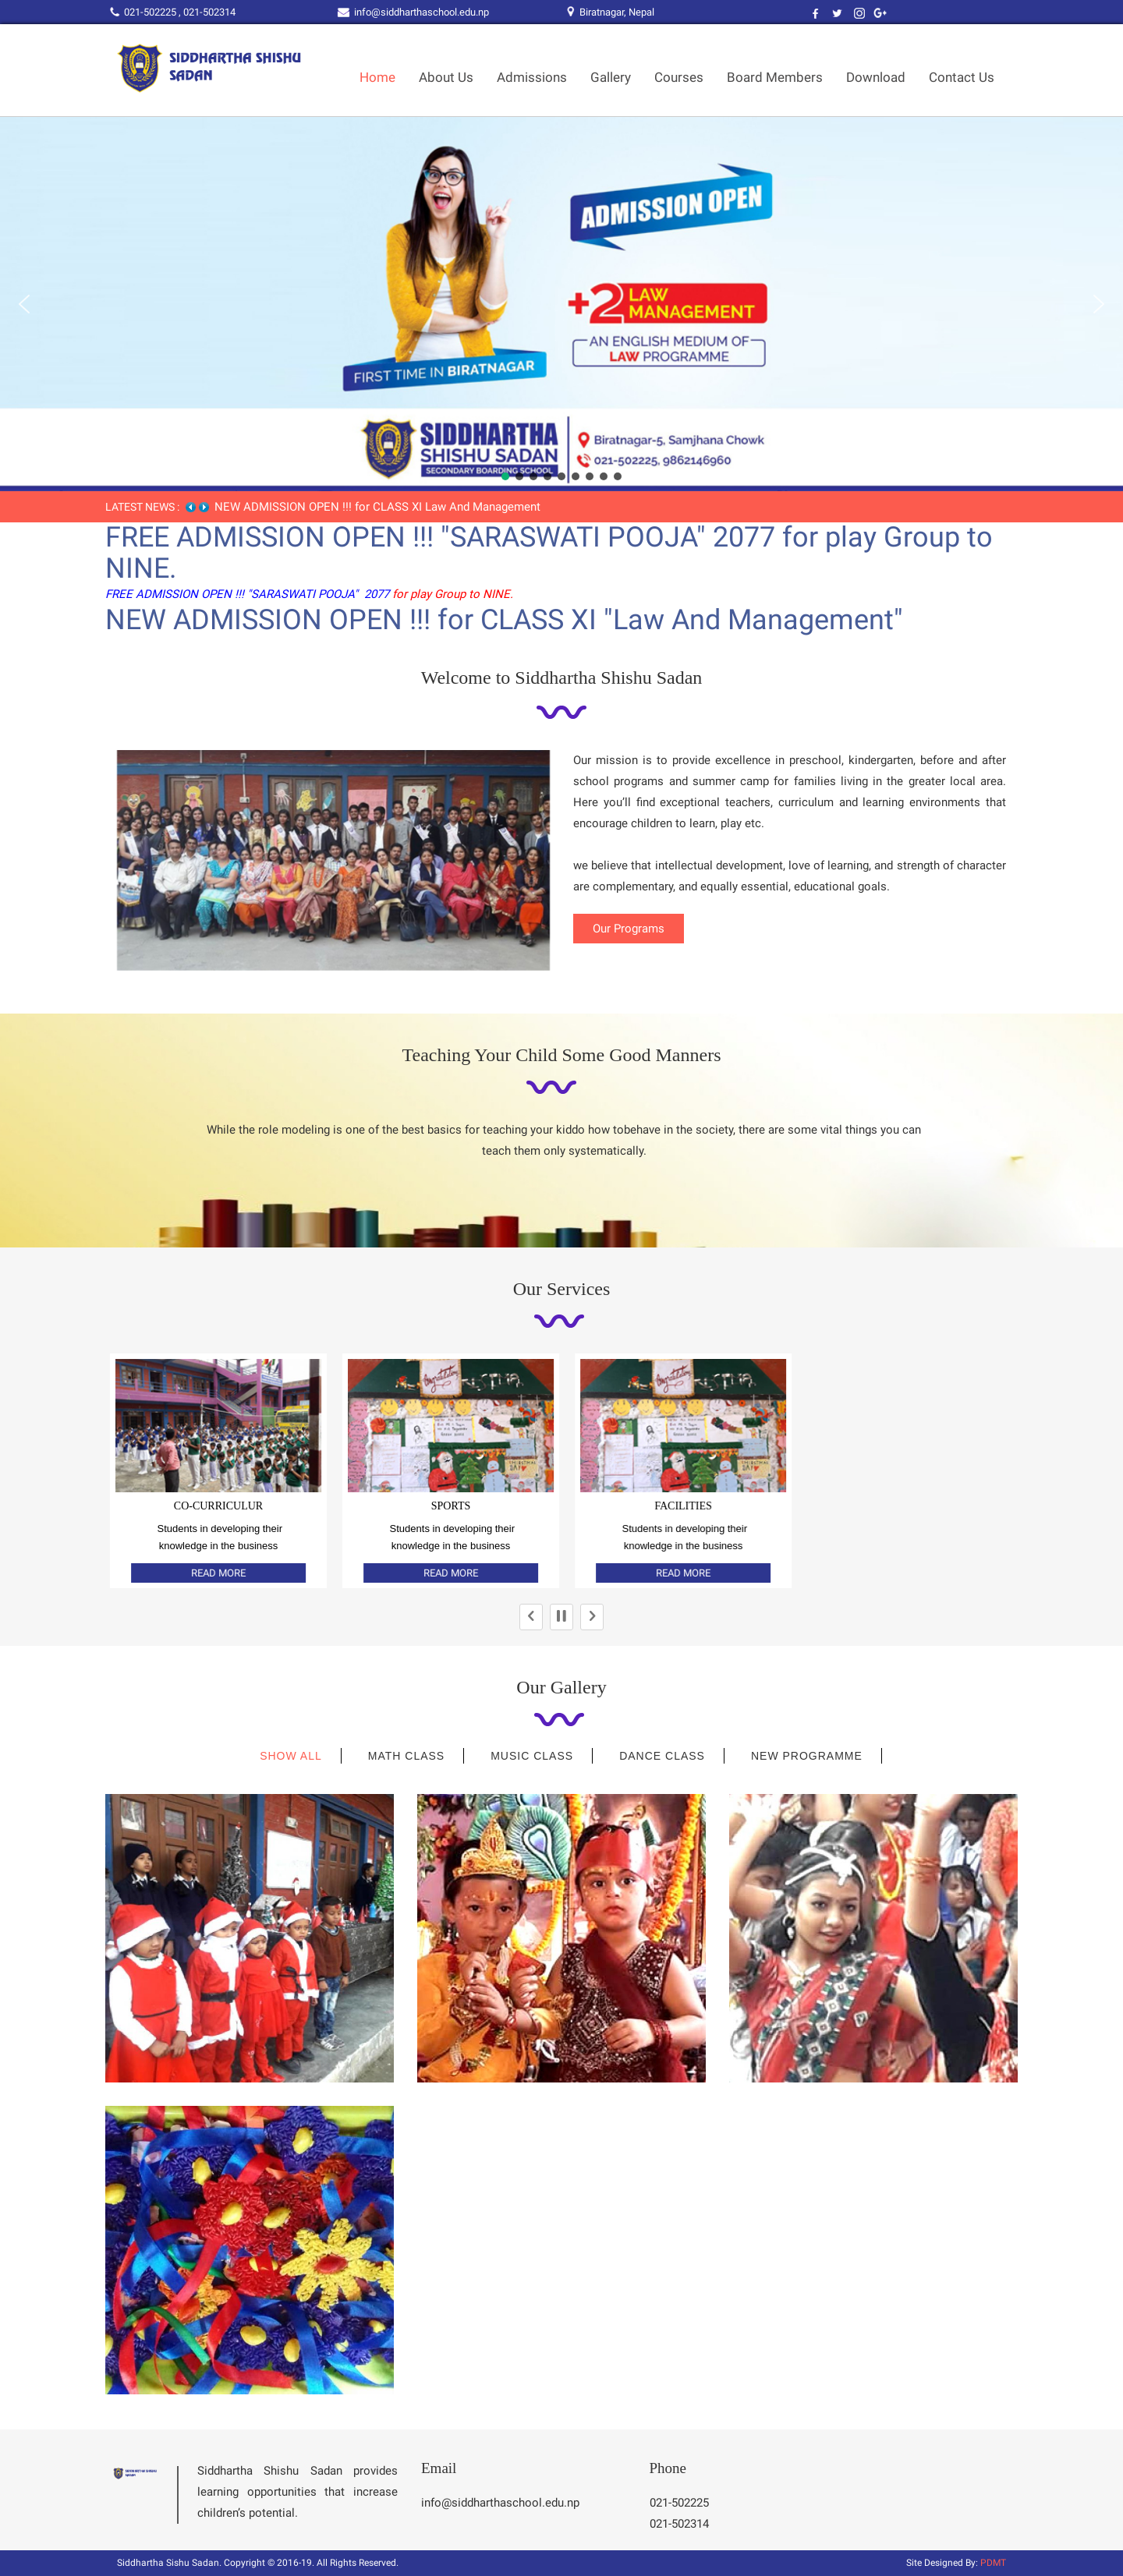 021-502225 , 021-502314
info@siddharthaschool.edu.np
Biratnagar, Nepal
SIDDHARTHA SHISHU
SADAN
Home
About Us
Admissions
Gallery
Courses
Board Members
Download
Contact Us
ADMISSION OPEN
+2 LAW
MANAGEMENT
AN ENGLISH MEDIUM OF
LAW PROGRAMME
FIRST TIME IN BIRATNAGAR
SIDDHARTHA
SHISHU SADAN
SECONDARY BOARDING SCHOOL
Biratnagar-5, Samjhana Chowk
021-502225, 9862146960
LATEST NEWS :
NEW ADMISSION OPEN !!! for CLASS XI Law And Management
FREE ADMISSION OPEN !!! "SARASWATI POOJA" 2077 for play Group to
NINE.
FREE ADMISSION OPEN !!! "SARASWATI POOJA"  2077 for play Group to NINE.
NEW ADMISSION OPEN !!! for CLASS XI "Law And Management"
Welcome to Siddhartha Shishu Sadan
Our mission is to provide excellence in preschool, kindergarten, before and after
school programs and summer camp for families living in the greater local area.
Here you’ll find exceptional teachers, curriculum and learning environments that
encourage children to learn, play etc.
we believe that intellectual development, love of learning, and strength of character
are complementary, and equally essential, educational goals.
Our Programs
Teaching Your Child Some Good Manners
While the role modeling is one of the best basics for teaching your kiddo how tobehave in the society, there are some vital things you can
teach them only systematically.
Our Services
CO-CURRICULUR
Students in developing their
knowledge in the business
READ MORE
SPORTS
Students in developing their
knowledge in the business
READ MORE
FACILITIES
Students in developing their
knowledge in the business
READ MORE
Our Gallery
SHOW ALL
MATH CLASS
MUSIC CLASS
DANCE CLASS
NEW PROGRAMME
Siddhartha Shishu Sadan provides
learning opportunities that increase
children’s potential.
Email
info@siddharthaschool.edu.np
Phone
021-502225
021-502314
Siddhartha Sishu Sadan. Copyright © 2016-19. All Rights Reserved.
Site Designed By: PDMT